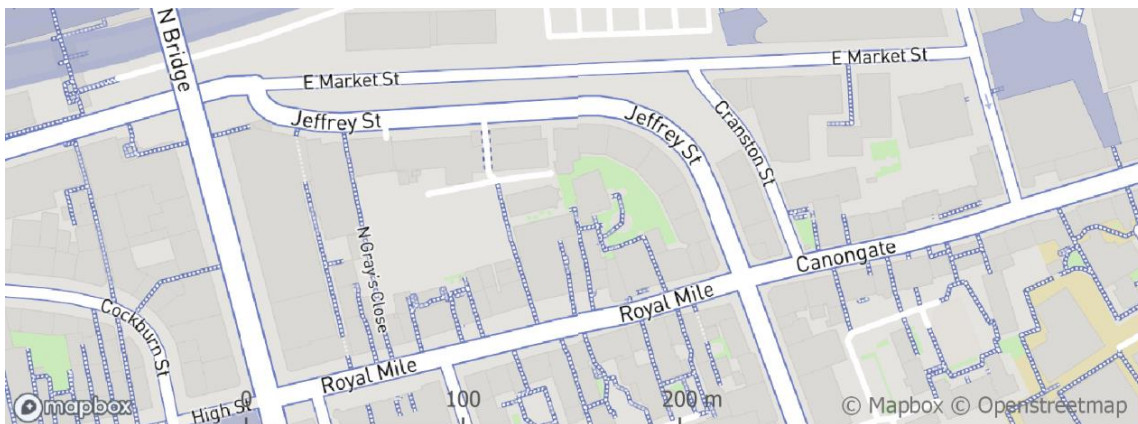 N Bridge
E Market St
E Market St
Jeffrey St
Jeffrey St
Cranston St
N Gray's Close
Canongate
Royal Mile
Cockburn St
Royal Mile
High St
0
100
200 m
mapbox
© Mapbox © Openstreetmap